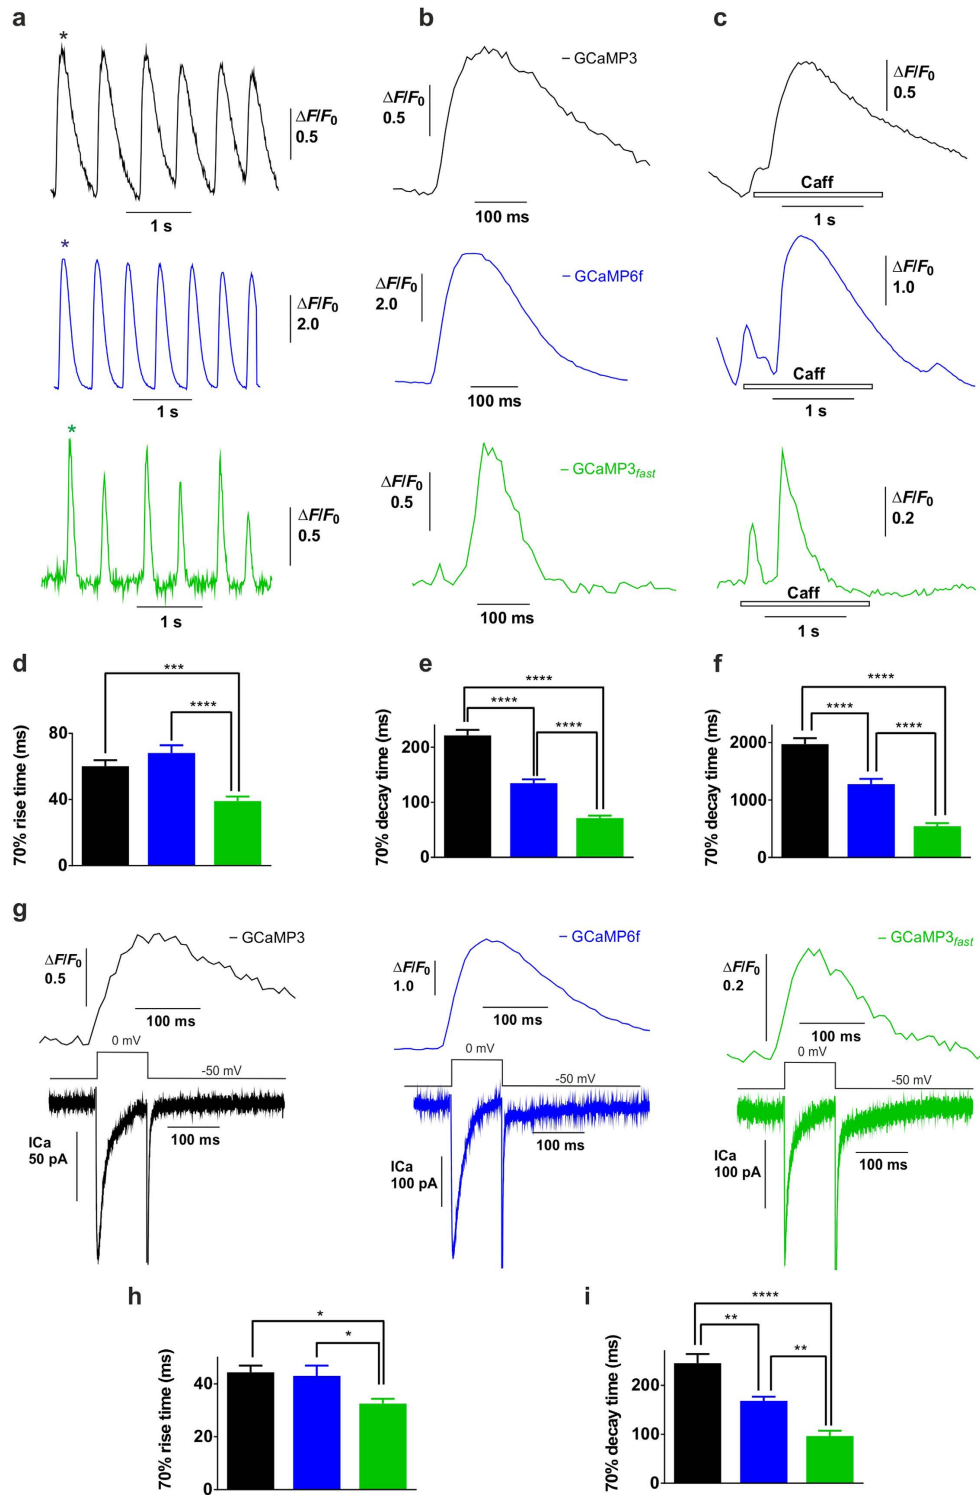 a
b
c
*
– GCaMP3
ΔF/F0
0.5
ΔF/F0
0.5
ΔF/F0
0.5
Caff
1 s
100 ms
1 s
*
– GCaMP6f
ΔF/F0
2.0
ΔF/F0
2.0
ΔF/F0
1.0
Caff
1 s
100 ms
1 s
*
– GCaMP3fast
ΔF/F0
0.5
ΔF/F0
0.5
ΔF/F0
0.2
Caff
1 s
100 ms
1 s
d
e
f
***
****
70% rise time (ms)
80
40
0
****
****
****
70% decay time (ms)
200
100
0
****
****
****
70% decay time (ms)
2000
1000
0
g
– GCaMP3
ΔF/F0
0.5
100 ms
0 mV
-50 mV
ICa
50 pA
100 ms
– GCaMP6f
ΔF/F0
1.0
100 ms
0 mV
-50 mV
ICa
100 pA
100 ms
– GCaMP3fast
ΔF/F0
0.2
100 ms
0 mV
-50 mV
ICa
100 pA
100 ms
h
i
*
*
70% rise time (ms)
40
20
0
****
**
**
70% decay time (ms)
200
100
0